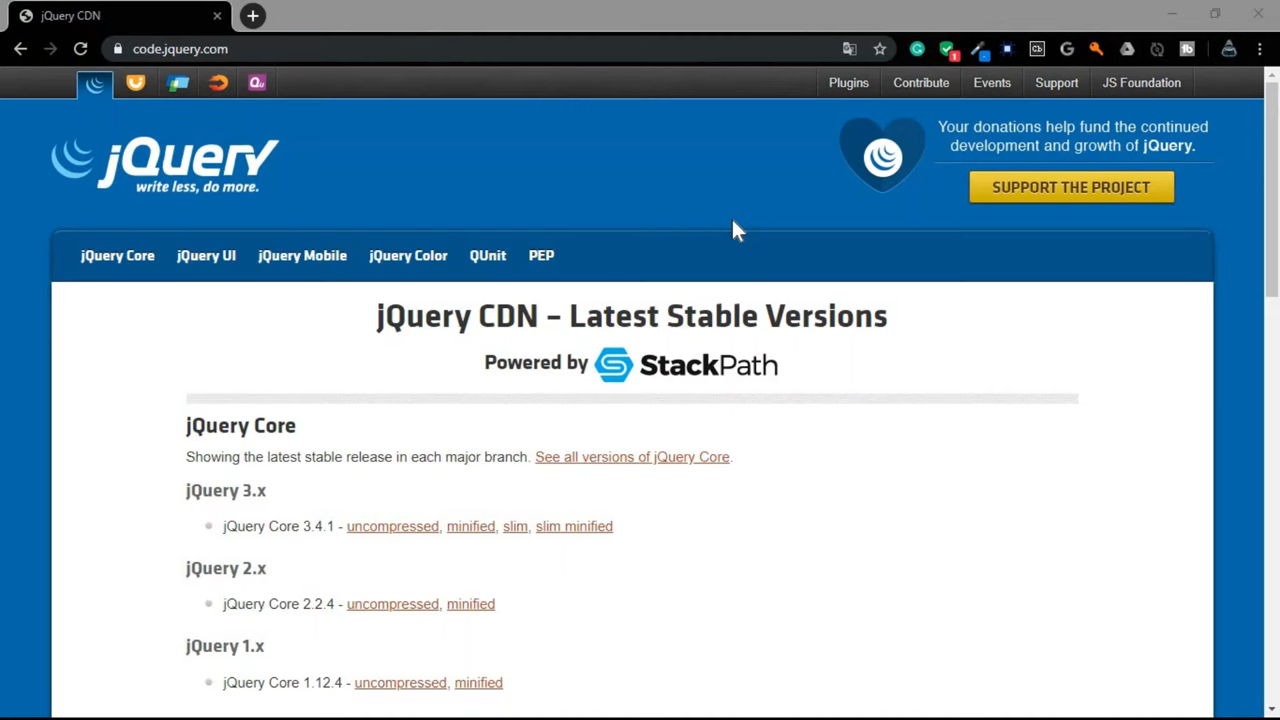 jQuery CDN
code.jquery.com
1
Cb
G
Qu
Plugins
Contribute
Events
Support
JS Foundation
jQuery
write less, do more.
Your donations help fund the continued
development and growth of jQuery.
SUPPORT THE PROJECT
jQuery Core
jQuery UI
jQuery Mobile
jQuery Color
QUnit
PEP
jQuery CDN – Latest Stable Versions
Powered by StackPath
jQuery Core
Showing the latest stable release in each major branch. See all versions of jQuery Core.
jQuery 3.x
jQuery Core 3.4.1 - uncompressed, minified, slim, slim minified
jQuery 2.x
jQuery Core 2.2.4 - uncompressed, minified
jQuery 1.x
jQuery Core 1.12.4 - uncompressed, minified